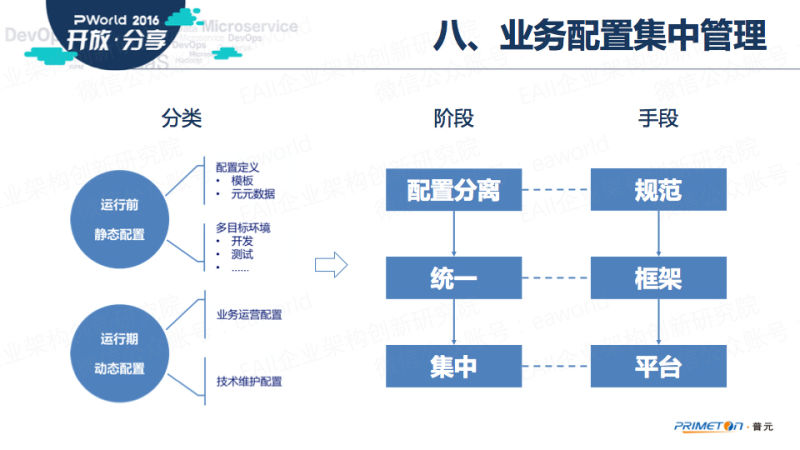 PWorld 2016
开放·分享
DevOps
Microservice
DevOps
八、业务配置集中管理
分类
阶段
手段
运行前
静态配置
配置定义
• 模板
• 元元数据
多目标环境
• 开发
• 测试
• ......
运行期
动态配置
业务运营配置
技术维护配置
配置分离
规范
统一
框架
集中
平台
PRIMETON·普元
EAII企业架构创新研究院
微信公众账号：eaworld